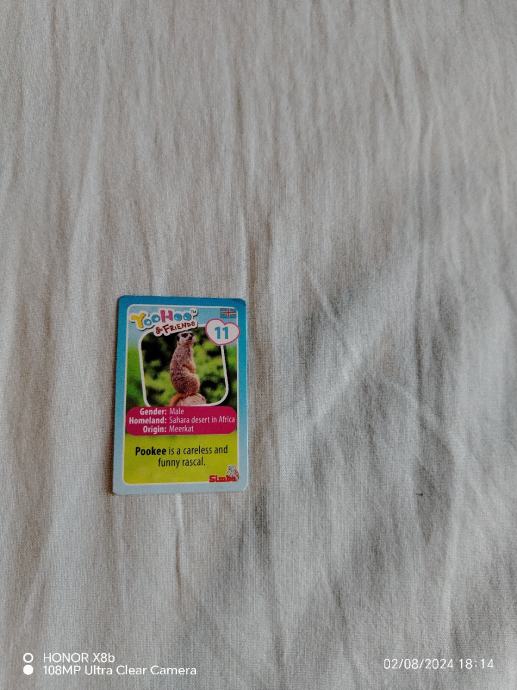 YooHoo™
& Friends
11
Gender: Male
Homeland: Sahara desert in Africa
Origin: Meerkat
Pookee is a careless and
funny rascal.
Simba
HONOR X8b
108MP Ultra Clear Camera
02/08/2024 18:14